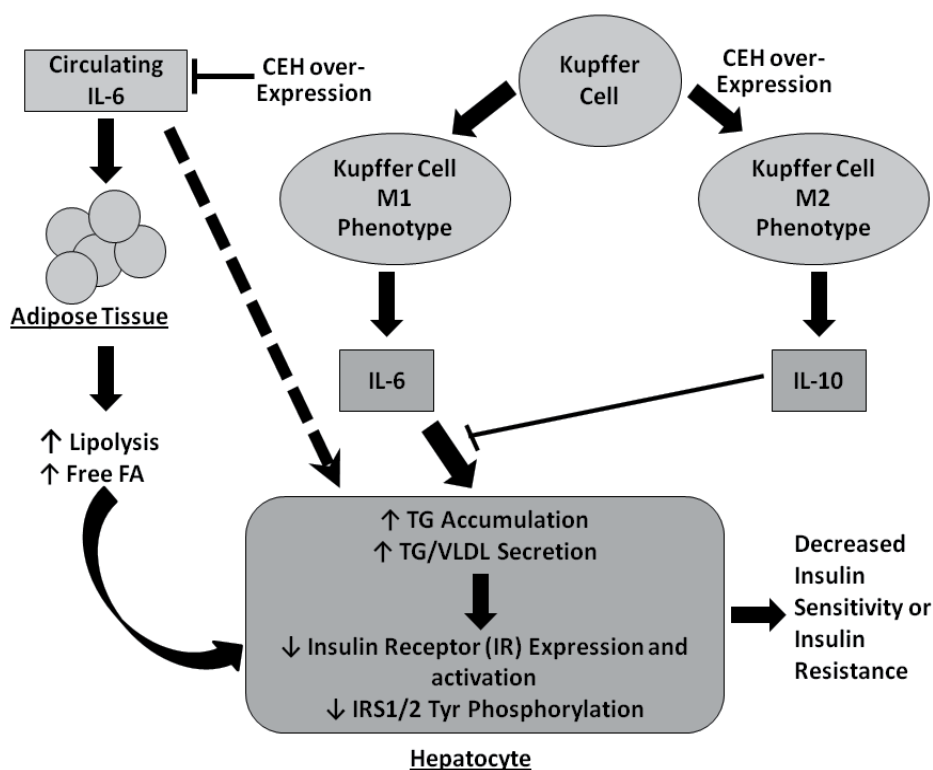 Circulating
IL-6
CEH over-
Expression
Kupffer
Cell
CEH over-
Expression
Kupffer Cell
M1
Phenotype
Kupffer Cell
M2
Phenotype
Adipose Tissue
IL-6
IL-10
↑ Lipolysis
↑ Free FA
↑ TG Accumulation
↑ TG/VLDL Secretion
↓ Insulin Receptor (IR) Expression and
activation
↓ IRS1/2 Tyr Phosphorylation
Decreased
Insulin
Sensitivity or
Insulin
Resistance
Hepatocyte